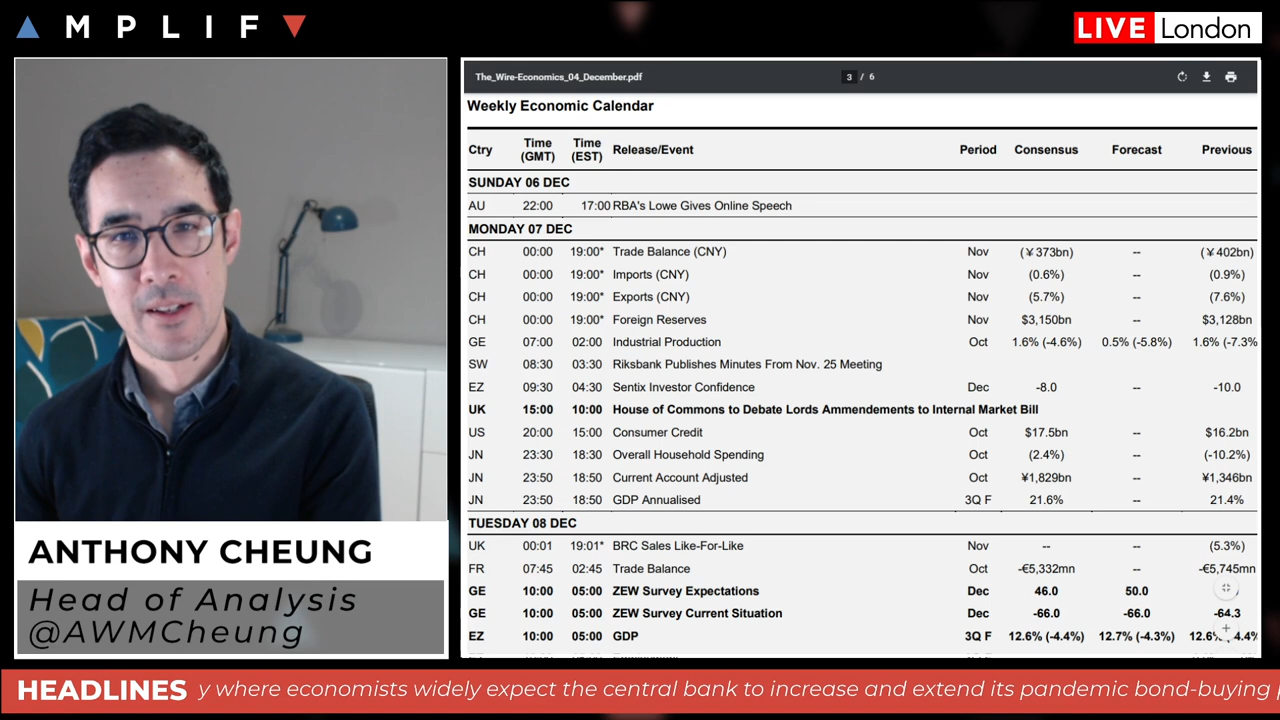 AMPLIFY
LIVE London
The_Wire-Economics_04_December.pdf 3 / 6
Weekly Economic Calendar
Ctry Time (GMT) Time (EST) Release/Event Period Consensus Forecast Previous
SUNDAY 06 DEC
AU 22:00 17:00 RBA's Lowe Gives Online Speech
MONDAY 07 DEC
CH 00:00 19:00* Trade Balance (CNY) Nov (¥373bn) -- (¥402bn)
CH 00:00 19:00* Imports (CNY) Nov (0.6%) -- (0.9%)
CH 00:00 19:00* Exports (CNY) Nov (5.7%) -- (7.6%)
CH 00:00 19:00* Foreign Reserves Nov $3,150bn -- $3,128bn
GE 07:00 02:00 Industrial Production Oct 1.6% (-4.6%) 0.5% (-5.8%) 1.6% (-7.3%
SW 08:30 03:30 Riksbank Publishes Minutes From Nov. 25 Meeting
EZ 09:30 04:30 Sentix Investor Confidence Dec -8.0 -- -10.0
UK 15:00 10:00 House of Commons to Debate Lords Ammendements to Internal Market Bill
US 20:00 15:00 Consumer Credit Oct $17.5bn -- $16.2bn
JN 23:30 18:30 Overall Household Spending Oct (2.4%) -- (-10.2%)
JN 23:50 18:50 Current Account Adjusted Oct ¥1,829bn -- ¥1,346bn
JN 23:50 18:50 GDP Annualised 3Q F 21.6% 21.4%
TUESDAY 08 DEC
UK 00:01 19:01* BRC Sales Like-For-Like Nov -- -- (5.3%)
FR 07:45 02:45 Trade Balance Oct -€5,332mn -- -€5,745mn
GE 10:00 05:00 ZEW Survey Expectations Dec 46.0 50.0
GE 10:00 05:00 ZEW Survey Current Situation Dec -66.0 -66.0 -64.3
EZ 10:00 05:00 GDP 3Q F 12.6% (-4.4%) 12.7% (-4.3%) 12.6% 4.4%
ANTHONY CHEUNG
Head of Analysis
@AWMCheung
HEADLINES y where economists widely expect the central bank to increase and extend its pandemic bond-buying